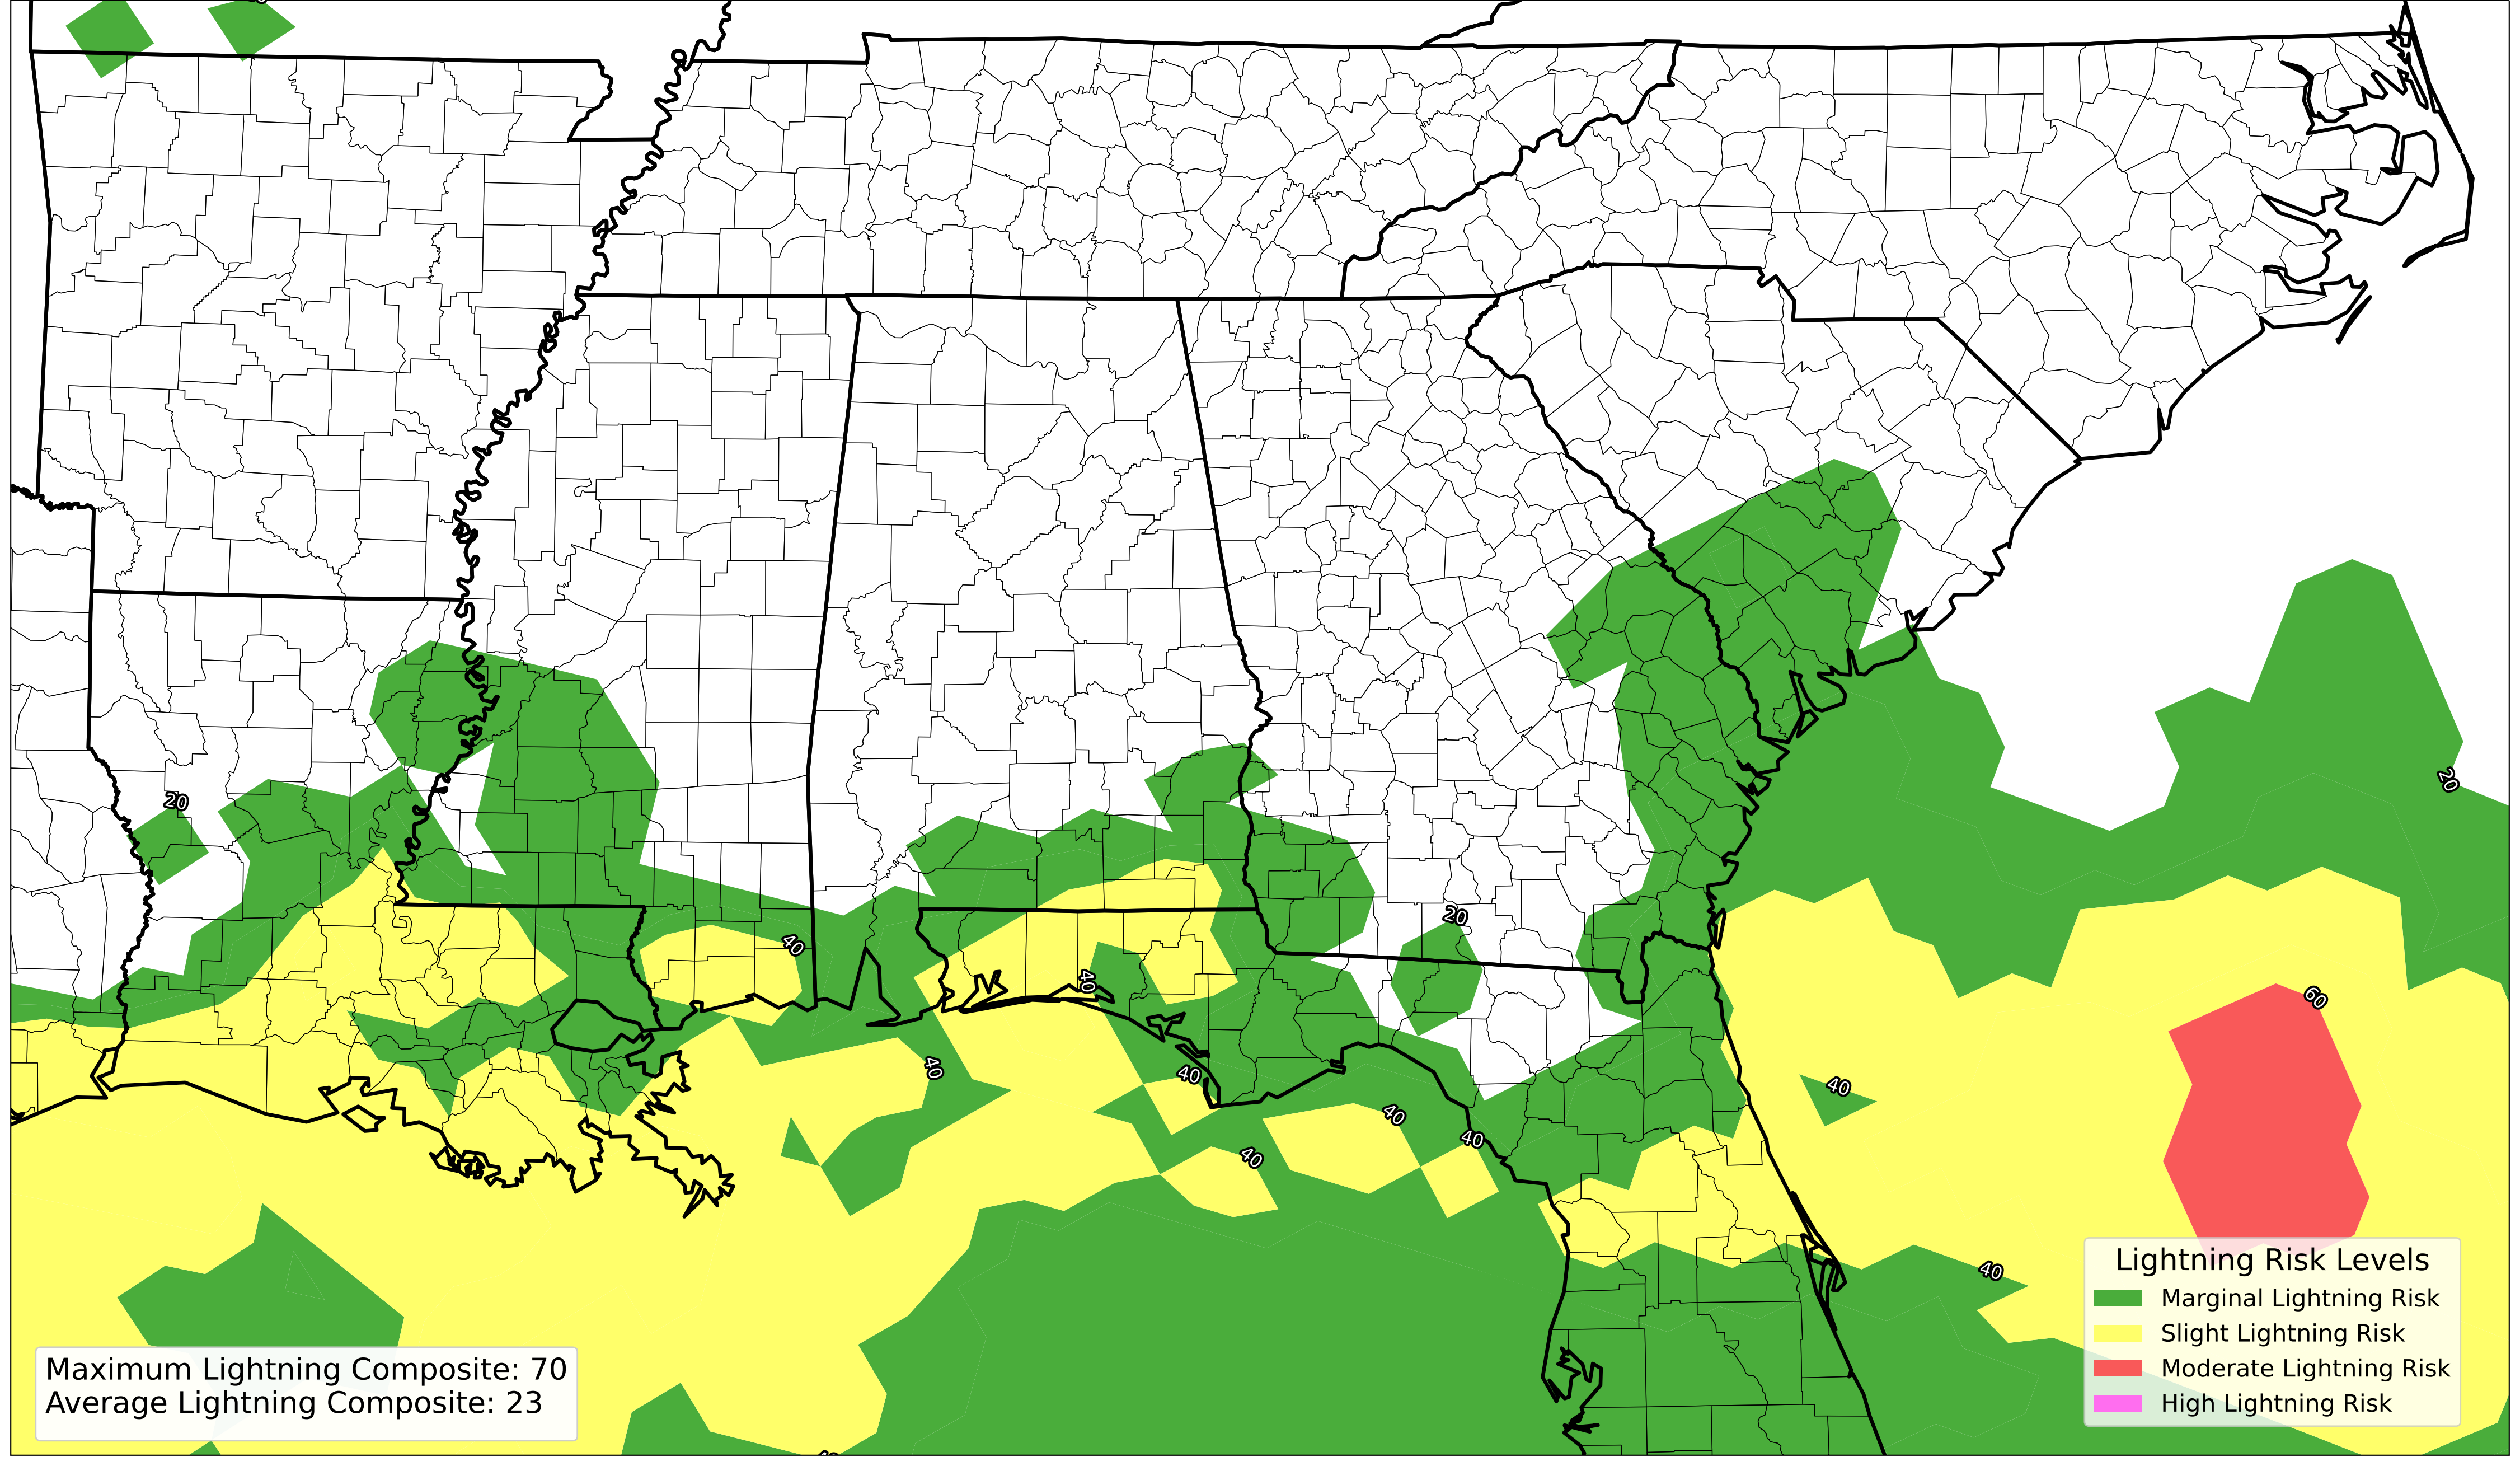 20
20
20
40
40
60
40
40
40
40
40
40
40
Lightning Risk Levels
Marginal Lightning Risk
Slight Lightning Risk
Moderate Lightning Risk
High Lightning Risk
Maximum Lightning Composite: 70
Average Lightning Composite: 23